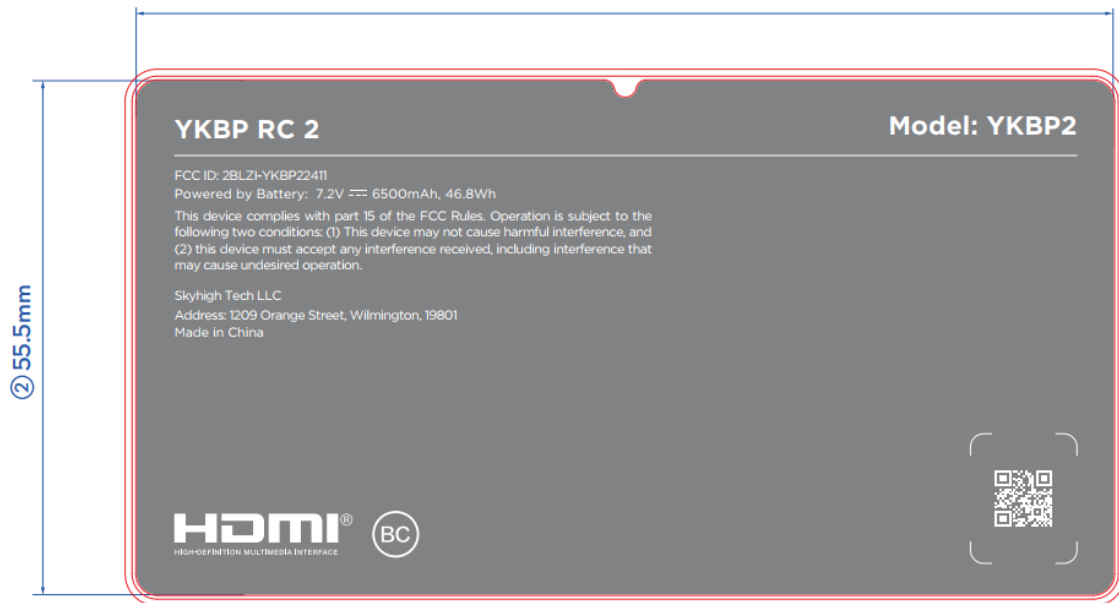 YKBP RC 2
Model: YKBP2
FCC ID: 2BLZI-YKBP22411
Powered by Battery: 7.2V ⎓ 6500mAh, 46.8Wh
This device complies with part 15 of the FCC Rules. Operation is subject to the
following two conditions: (1) This device may not cause harmful interference, and
(2) this device must accept any interference received, including interference that
may cause undesired operation.
Skyhigh Tech LLC
Address: 1209 Orange Street, Wilmington, 19801
Made in China
② 55.5mm
HDMI®
HIGH-DEFINITION MULTIMEDIA INTERFACE
BC